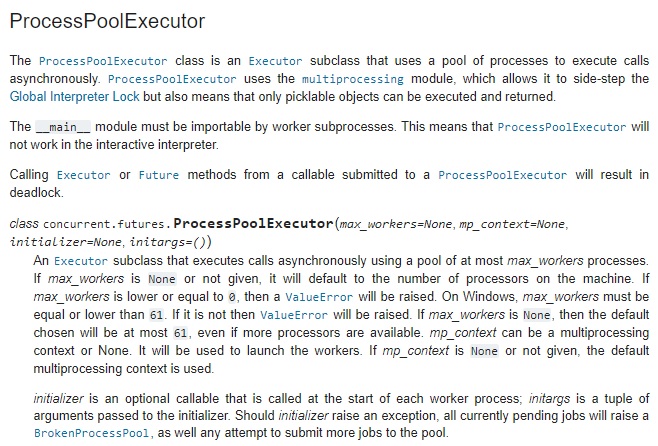 ProcessPoolExecutor
The ProcessPoolExecutor class is an Executor subclass that uses a pool of processes to execute calls
asynchronously. ProcessPoolExecutor uses the multiprocessing module, which allows it to side-step the
Global Interpreter Lock but also means that only picklable objects can be executed and returned.
The __main__ module must be importable by worker subprocesses. This means that ProcessPoolExecutor will
not work in the interactive interpreter.
Calling Executor or Future methods from a callable submitted to a ProcessPoolExecutor will result in
deadlock.
class concurrent.futures.ProcessPoolExecutor(max_workers=None, mp_context=None,
initializer=None, initargs=())
An Executor subclass that executes calls asynchronously using a pool of at most max_workers processes.
If max_workers is None or not given, it will default to the number of processors on the machine. If
max_workers is lower or equal to 0, then a ValueError will be raised. On Windows, max_workers must be
equal or lower than 61. If it is not then ValueError will be raised. If max_workers is None, then the default
chosen will be at most 61, even if more processors are available. mp_context can be a multiprocessing
context or None. It will be used to launch the workers. If mp_context is None or not given, the default
multiprocessing context is used.
initializer is an optional callable that is called at the start of each worker process; initargs is a tuple of
arguments passed to the initializer. Should initializer raise an exception, all currently pending jobs will raise a
BrokenProcessPool, as well any attempt to submit more jobs to the pool.